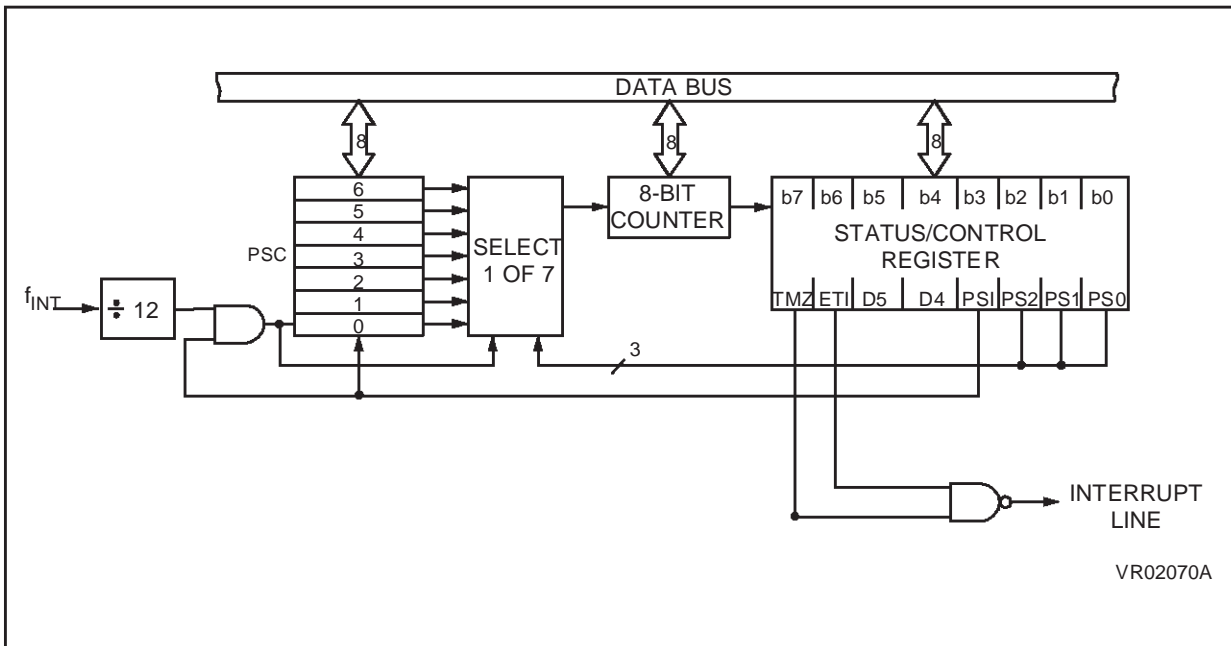 DATA BUS
8
8
8
6
5
4
3
2
1
0
PSC
SELECT
1 OF 7
8-BIT
COUNTER
b7 b6 b5 b4 b3 b2 b1 b0
STATUS/CONTROL
REGISTER
TMZ ETI D5 D4 PSI PS2 PS1 PS0
fINT
÷ 12
3
INTERRUPT
LINE
VR02070A